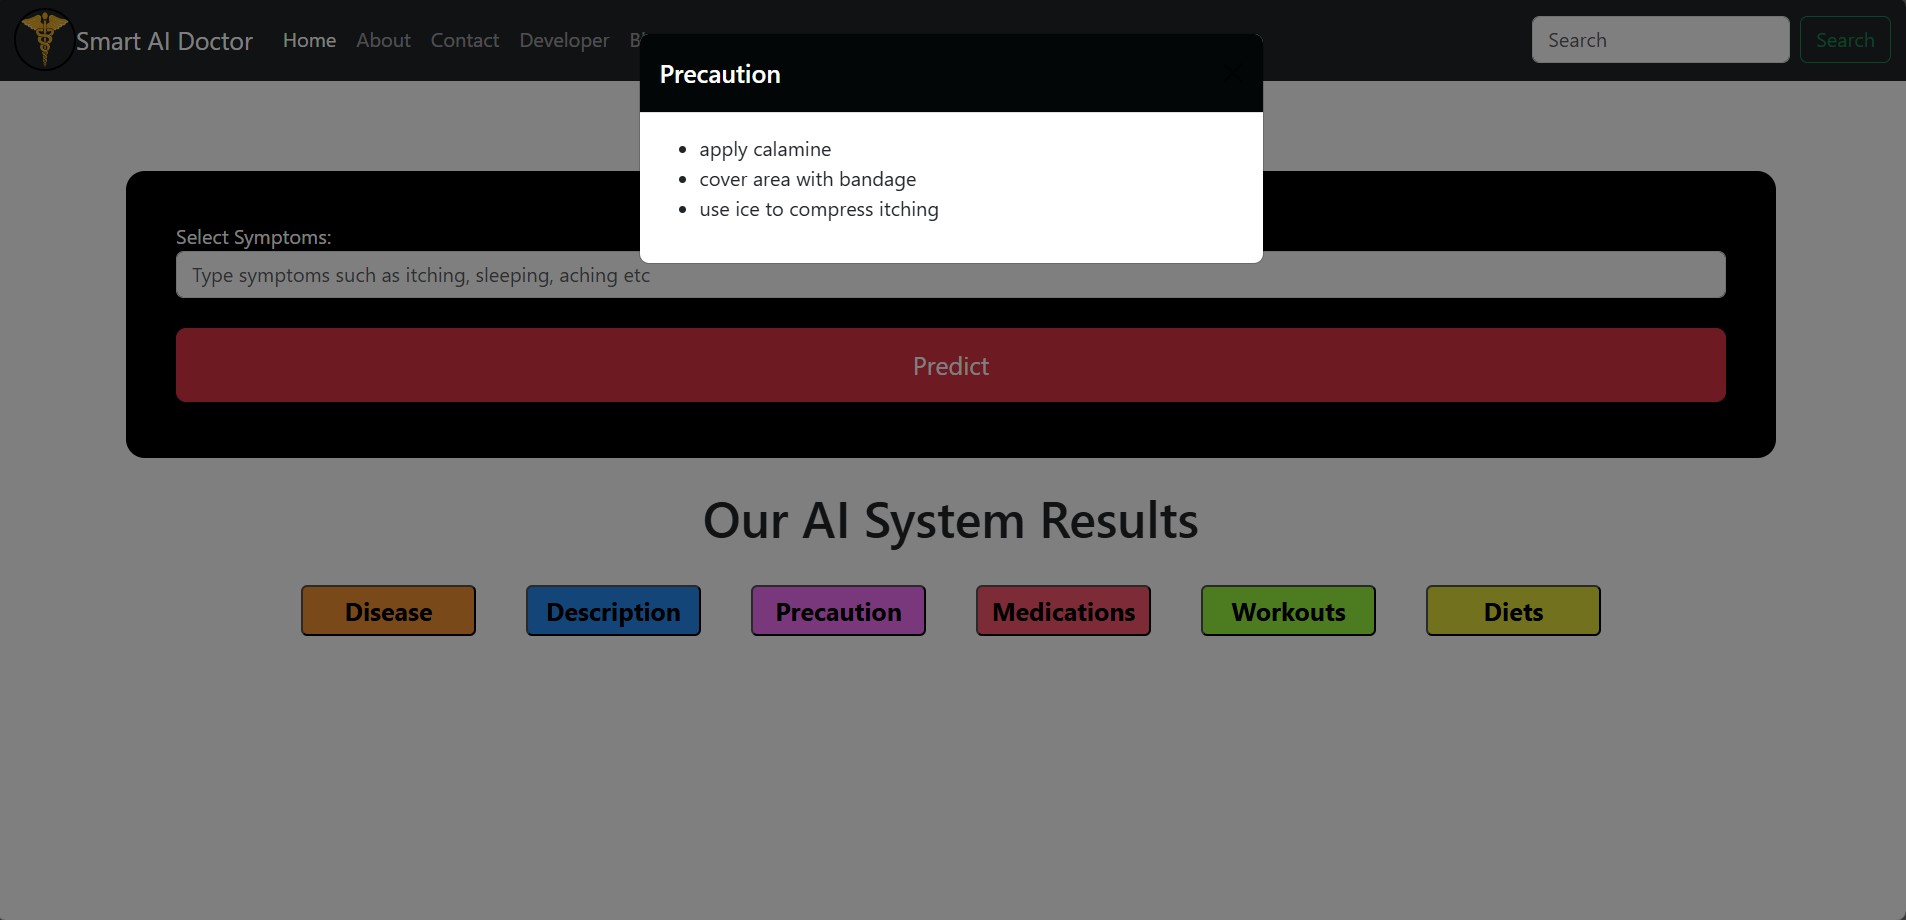 Smart AI Doctor Home About Contact Developer Search Search
Precaution
apply calamine
cover area with bandage
use ice to compress itching
Select Symptoms:
Type symptoms such as itching, sleeping, aching etc
Predict
Our AI System Results
Disease Description Precaution Medications Workouts Diets